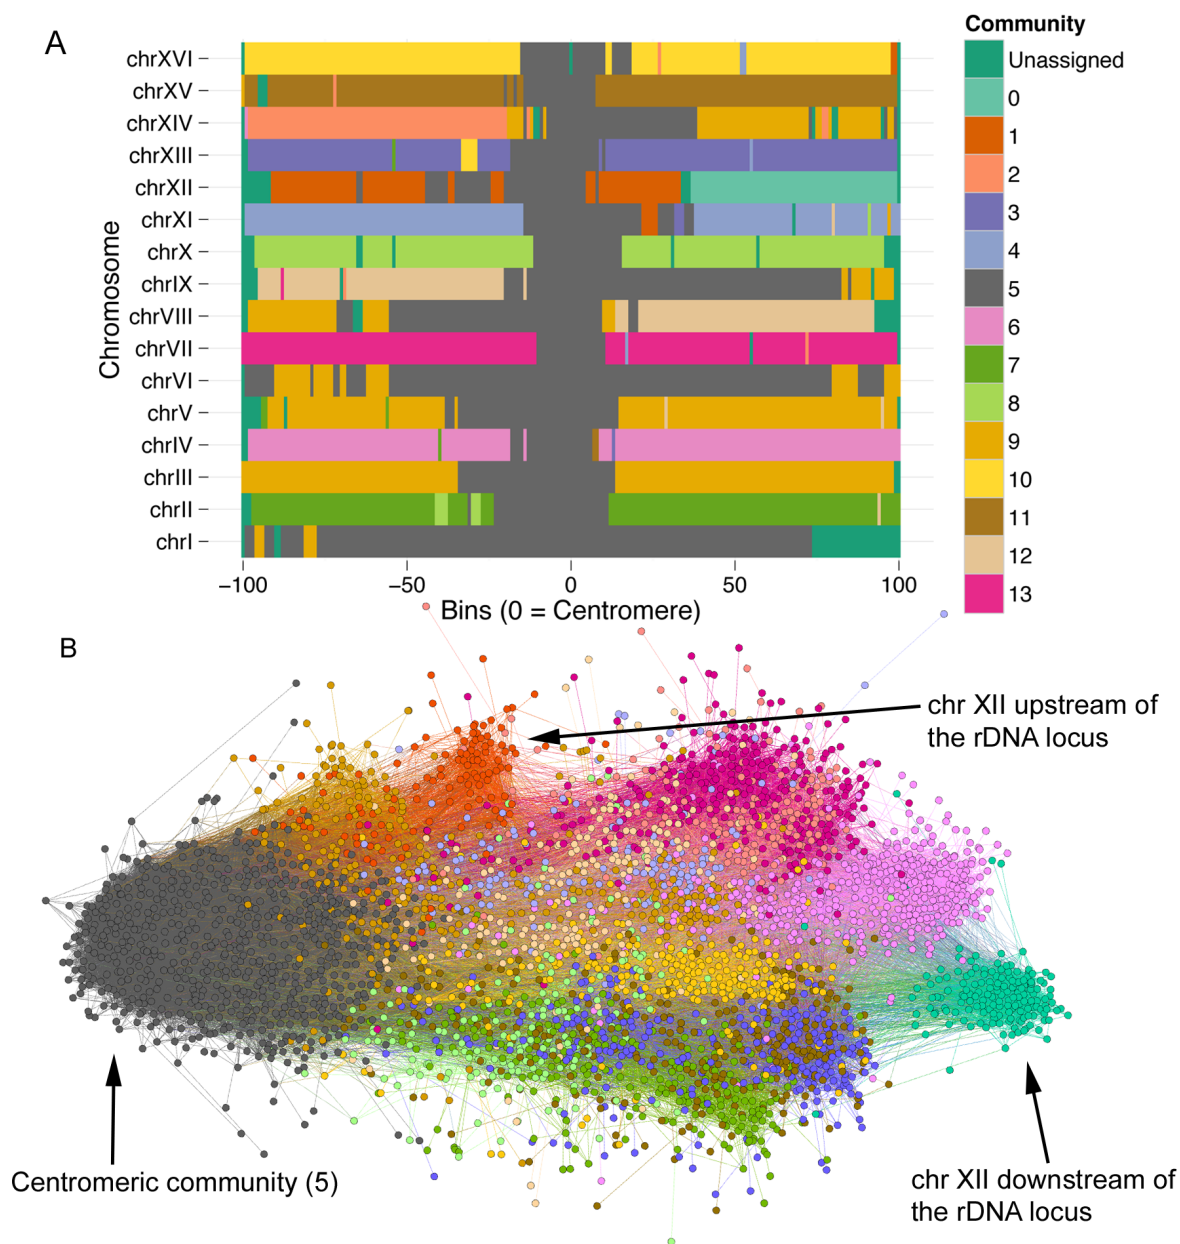 A
Community
Unassigned
0
1
2
3
4
5
6
7
8
9
10
11
12
13
Chromosome
chrXVI
chrXV
chrXIV
chrXIII
chrXII
chrXI
chrX
chrIX
chrVIII
chrVII
chrVI
chrV
chrIV
chrIII
chrII
chrI
−100
−50
0
50
100
Bins (0 = Centromere)
B
chr XII upstream of
the rDNA locus
Centromeric community (5)
chr XII downstream of
the rDNA locus